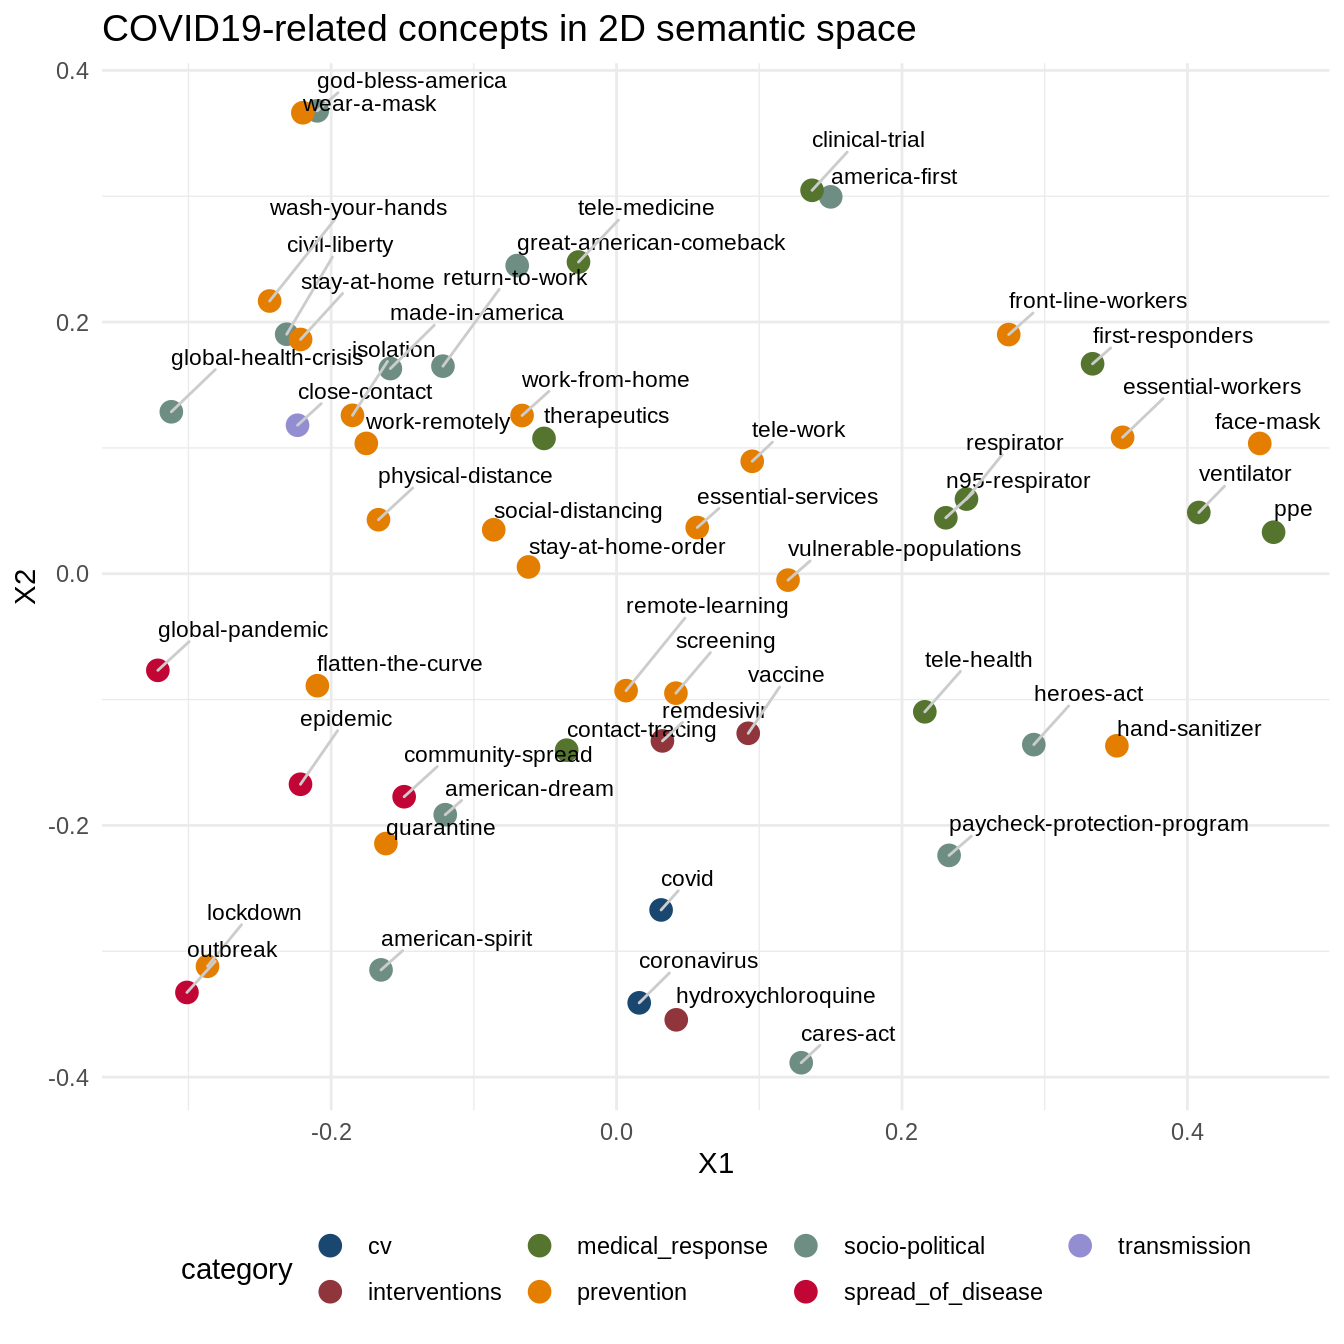 COVID19-related concepts in 2D semantic space
0.4
god-bless-america
wear-a-mask
clinical-trial
america-first
wash-your-hands
tele-medicine
civil-liberty
great-american-comeback
stay-at-home
return-to-work
front-line-workers
made-in-america
0.2
first-responders
isolation
global-health-crisis
work-from-home
essential-workers
close-contact
therapeutics
face-mask
work-remotely
tele-work
respirator
physical-distance
ventilator
n95-respirator
essential-services
social-distancing
ppe
stay-at-home-order
vulnerable-populations
0.0
X2
remote-learning
global-pandemic
screening
flatten-the-curve
tele-health
vaccine
heroes-act
remdesivir
epidemic
contact-tracing
hand-sanitizer
community-spread
american-dream
-0.2
quarantine
paycheck-protection-program
covid
lockdown
american-spirit
outbreak
coronavirus
hydroxychloroquine
cares-act
-0.4
-0.2 0.0 0.2 0.4
X1
category
cv medical_response socio-political transmission
interventions prevention spread_of_disease